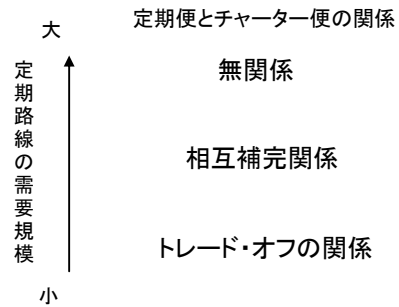 定期便とチャーター便の関係
大
定期路線の需要規模
小
無関係
相互補完関係
トレード・オフの関係